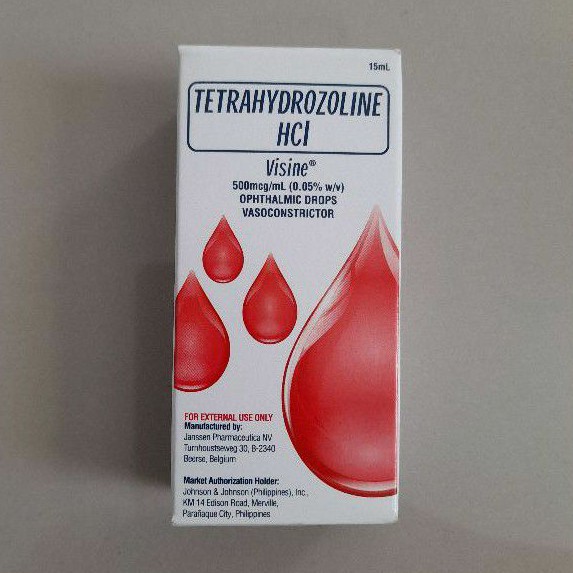 15mL
TETRAHYDROZOLINE
HCl
Visine®
500mcg/mL (0.05% w/v)
OPHTHALMIC DROPS
VASOCONSTRICTOR
FOR EXTERNAL USE ONLY
Manufactured by:
Janssen Pharmaceutica NV
Turnhoutseweg 30, B-2340
Beerse, Belgium
Market Authorization Holder:
Johnson & Johnson (Philippines), Inc.,
KM 14 Edison Road, Merville,
Parañaque City, Philippines